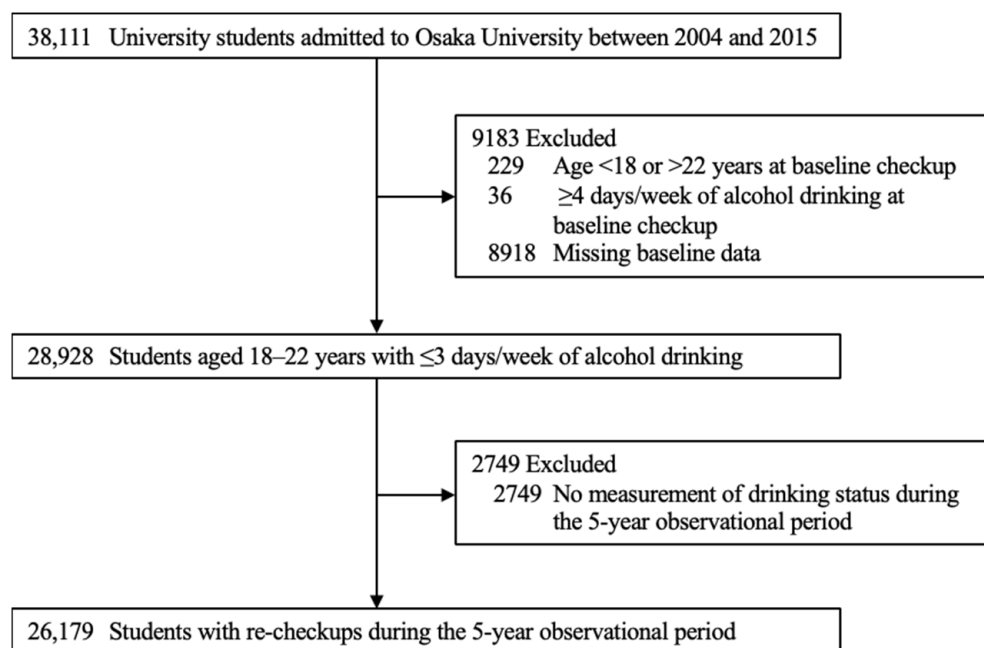 38,111 University students admitted to Osaka University between 2004 and 2015
9183 Excluded
229 Age <18 or >22 years at baseline checkup
36 ≥4 days/week of alcohol drinking at
baseline checkup
8918 Missing baseline data
28,928 Students aged 18–22 years with ≤3 days/week of alcohol drinking
2749 Excluded
2749 No measurement of drinking status during
the 5-year observational period
26,179 Students with re-checkups during the 5-year observational period